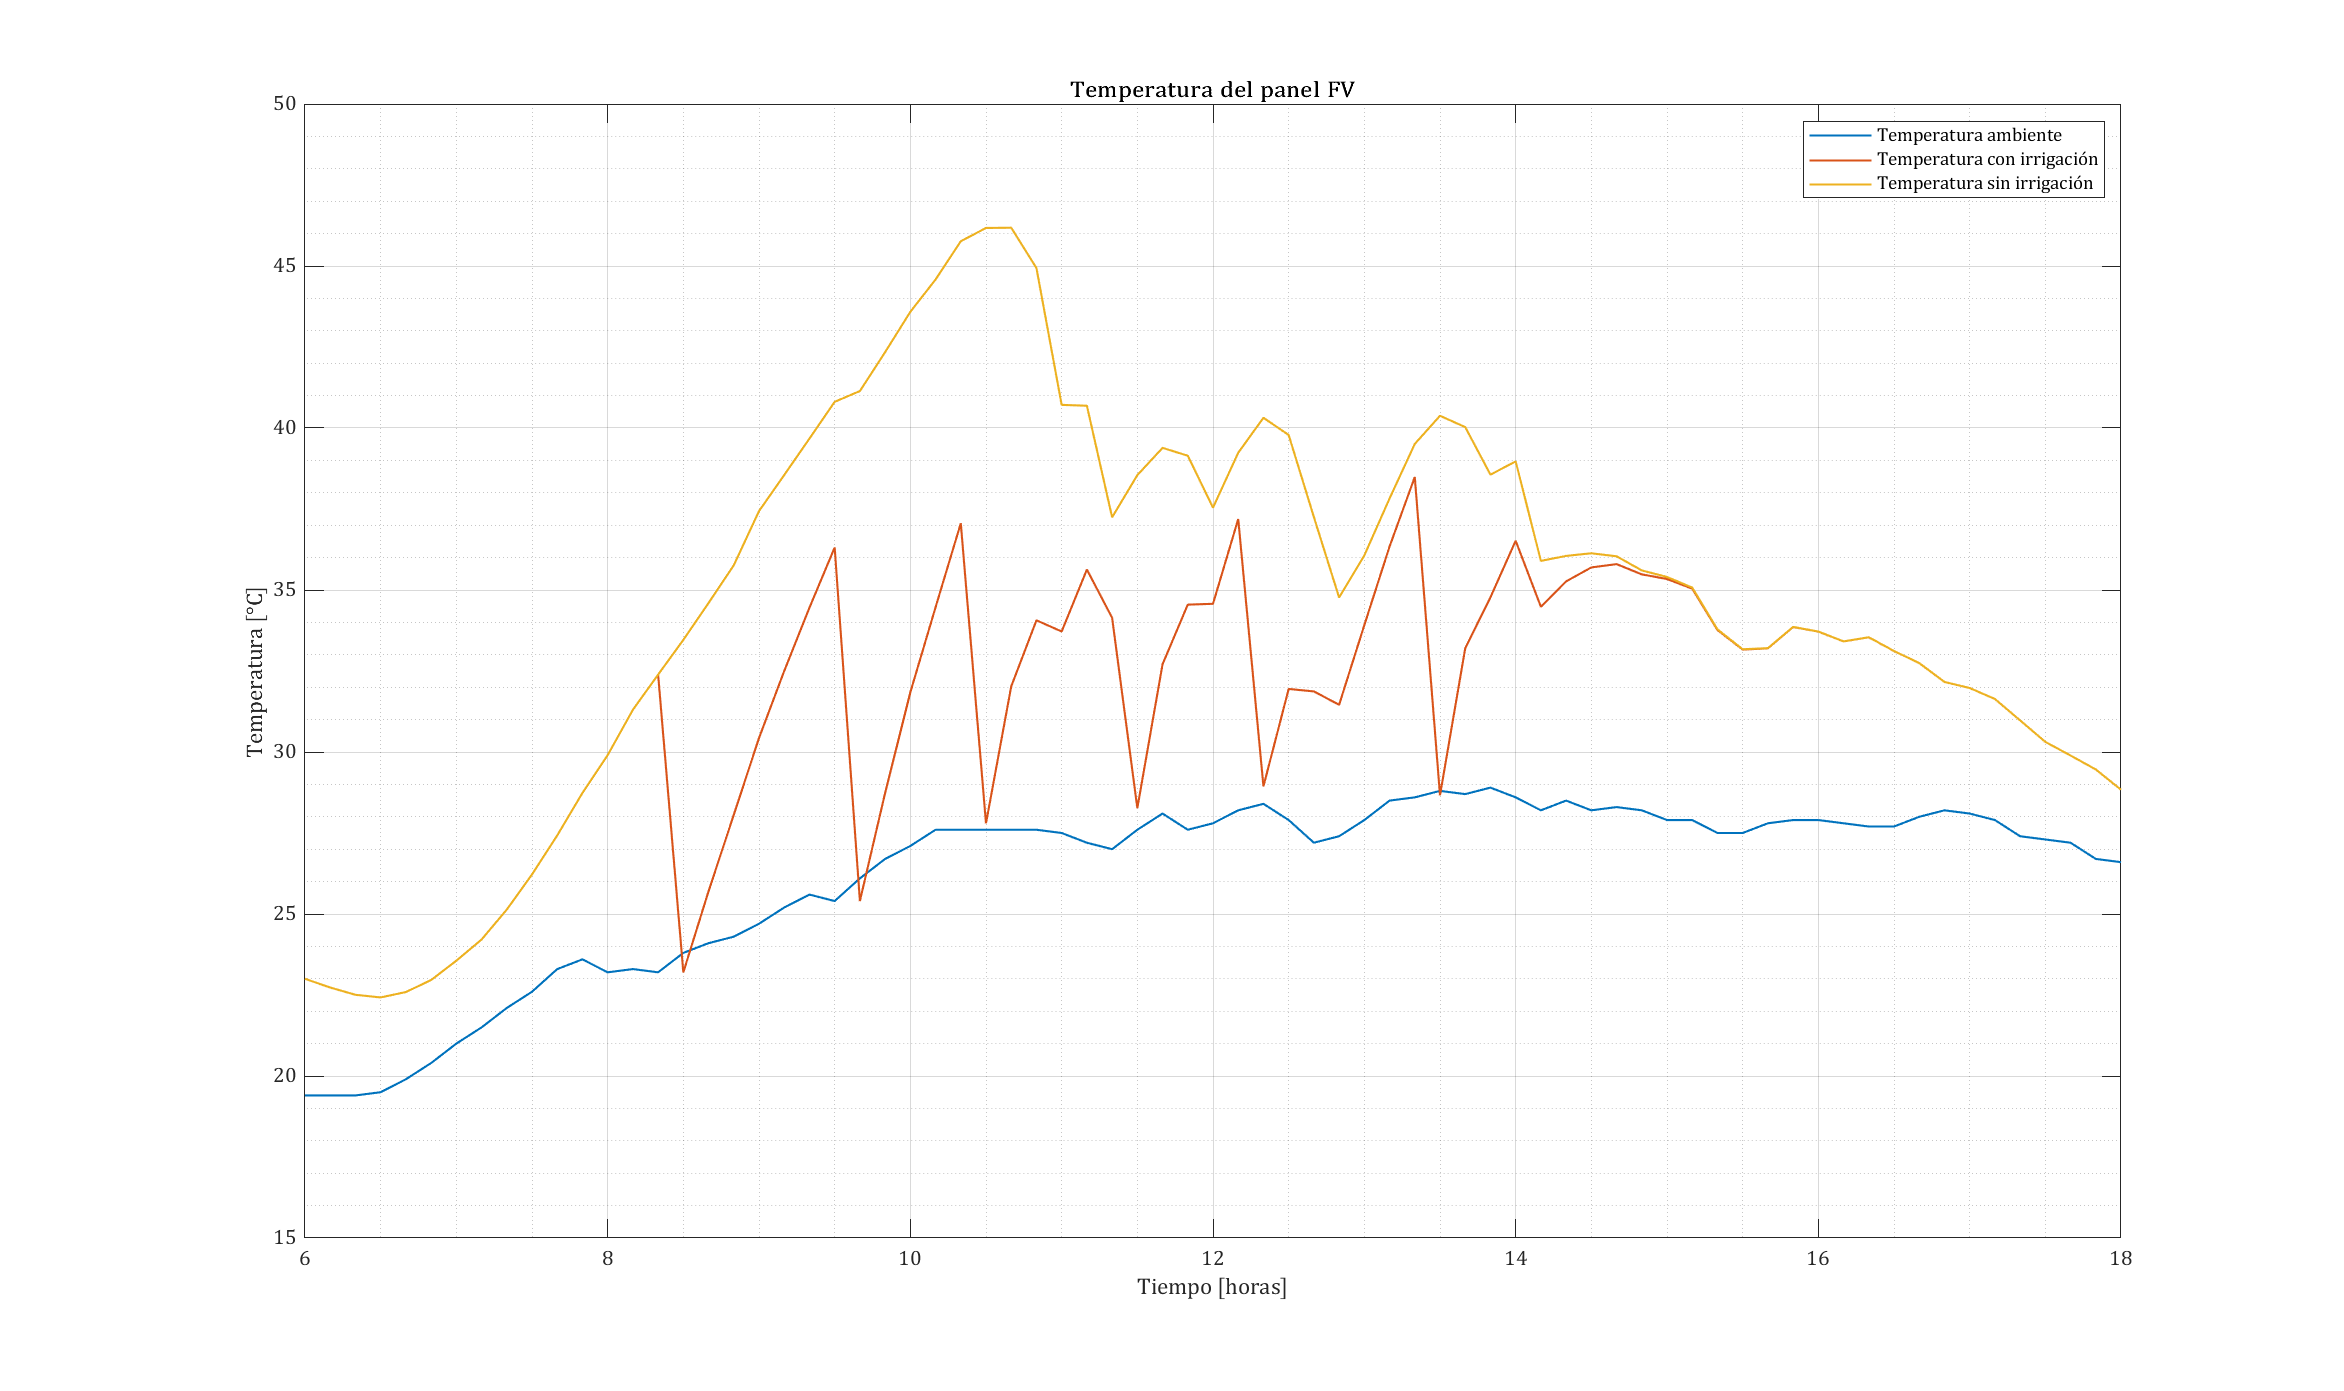 Temperatura del panel FV
Temperatura ambiente
Temperatura con irrigación
Temperatura sin irrigación
50
45
40
35
30
25
20
15
Temperatura [°C]
6 8 10 12 14 16 18
Tiempo [horas]